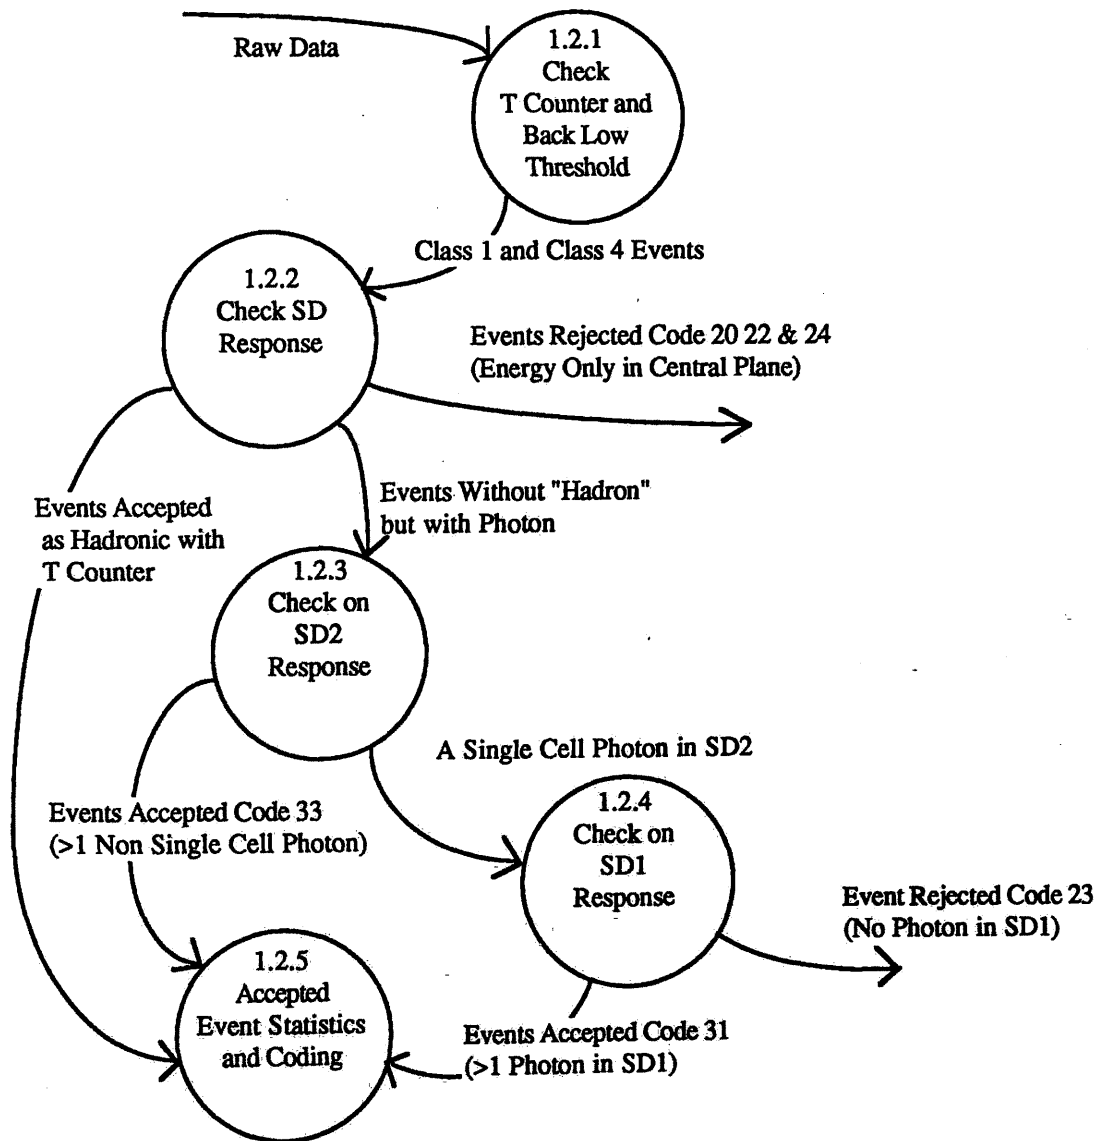 Raw Data
1.2.1
Check
T Counter and
Back Low
Threshold
Class 1 and Class 4 Events
1.2.2
Check SD
Response
Events Rejected Code 20 22 & 24
(Energy Only in Central Plane)
Events Accepted
as Hadronic with
T Counter
Events Without "Hadron"
but with Photon
1.2.3
Check on
SD2
Response
A Single Cell Photon in SD2
Events Accepted Code 33
(>1 Non Single Cell Photon)
1.2.4
Check on
SD1
Response
Event Rejected Code 23
(No Photon in SD1)
1.2.5
Accepted
Event Statistics
and Coding
Events Accepted Code 31
(>1 Photon in SD1)